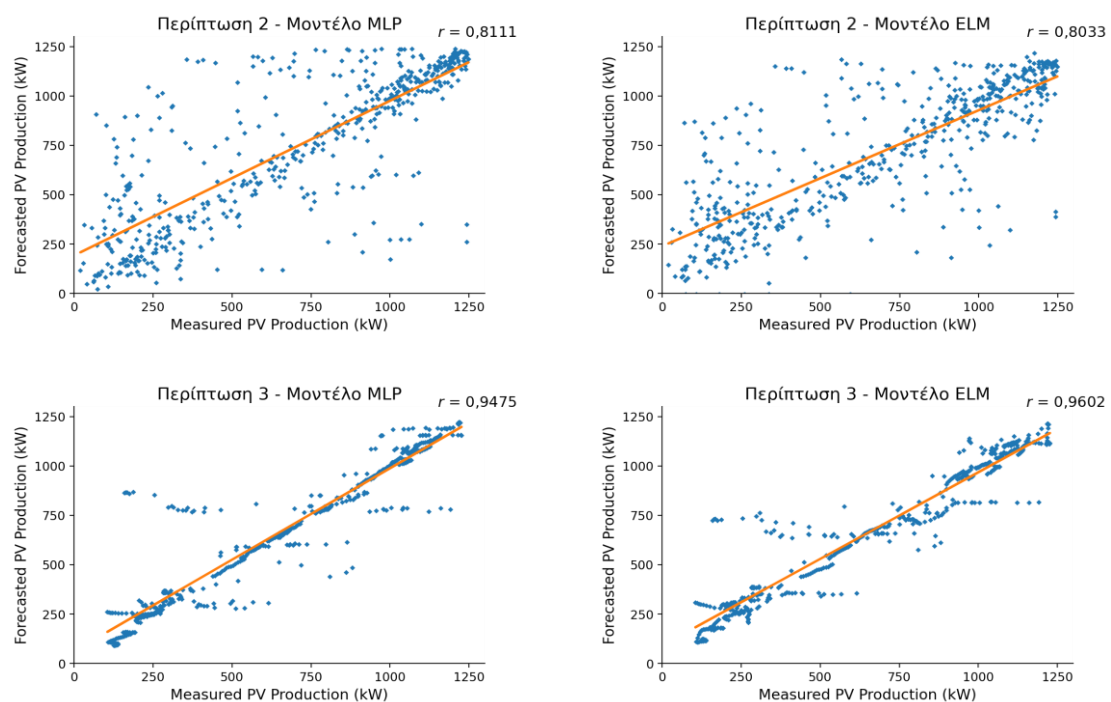 Περίπτωση 2 - Μοντέλο MLP
r = 0,8111
1250
1000
750
500
250
0
Forecasted PV Production (kW)
0 250 500 750 1000 1250
Measured PV Production (kW)
Περίπτωση 2 - Μοντέλο ELM
r = 0,8033
1250
1000
750
500
250
0
Forecasted PV Production (kW)
0 250 500 750 1000 1250
Measured PV Production (kW)
Περίπτωση 3 - Μοντέλο MLP
r = 0,9475
1250
1000
750
500
250
0
Forecasted PV Production (kW)
0 250 500 750 1000 1250
Measured PV Production (kW)
Περίπτωση 3 - Μοντέλο ELM
r = 0,9602
1250
1000
750
500
250
0
Forecasted PV Production (kW)
0 250 500 750 1000 1250
Measured PV Production (kW)